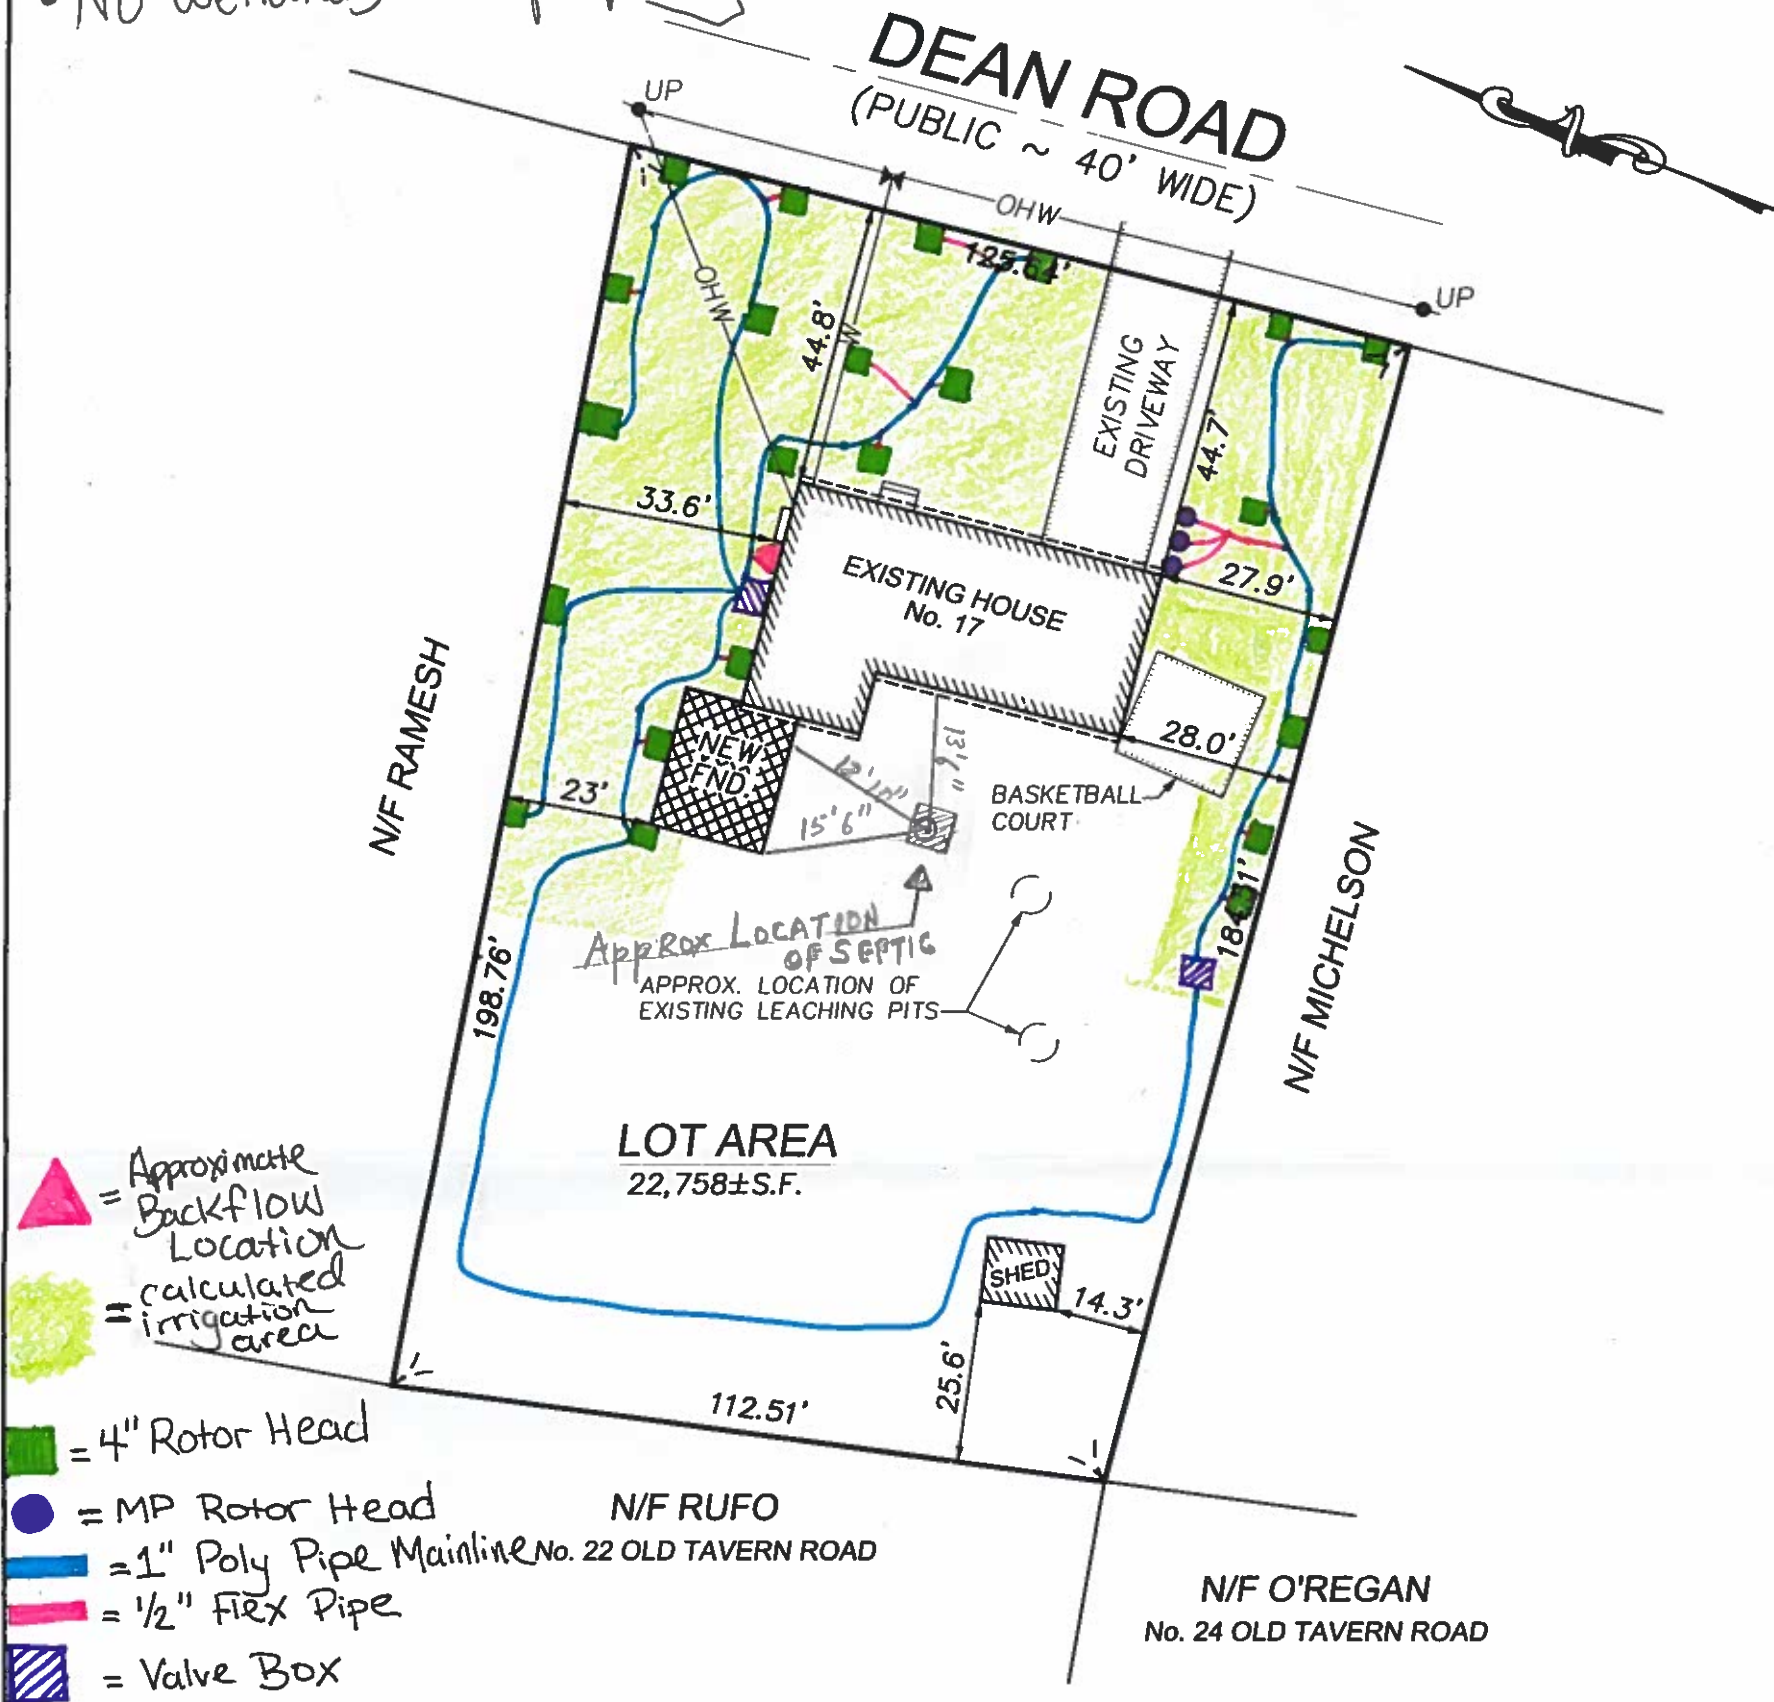 • No wetlands
DEAN ROAD
(PUBLIC ~ 40' WIDE)
UP
OHW
UP
125.64'
OHW
44.8'
W
EXISTING
DRIVEWAY
44.7'
33.6'
27.9'
EXISTING HOUSE
No. 17
N/F RAMESH
NEW
FND.
28.0'
13'6"
15'6"
23'
BASKETBALL
COURT
N/F MICHELSON
Approx LOCATION
OF SEPTIC
APPROX. LOCATION OF
EXISTING LEACHING PITS
198.76'
LOT AREA
22,758±S.F.
SHED
14.3'
25.6'
112.51'
= Approximate
Backflow
Location
= calculated
irrigation
area
= 4" Rotor Head
= MP Rotor Head
= 1" Poly Pipe Mainline
= 1/2" Flex Pipe
= Valve Box
N/F RUFO
No. 22 OLD TAVERN ROAD
N/F O'REGAN
No. 24 OLD TAVERN ROAD